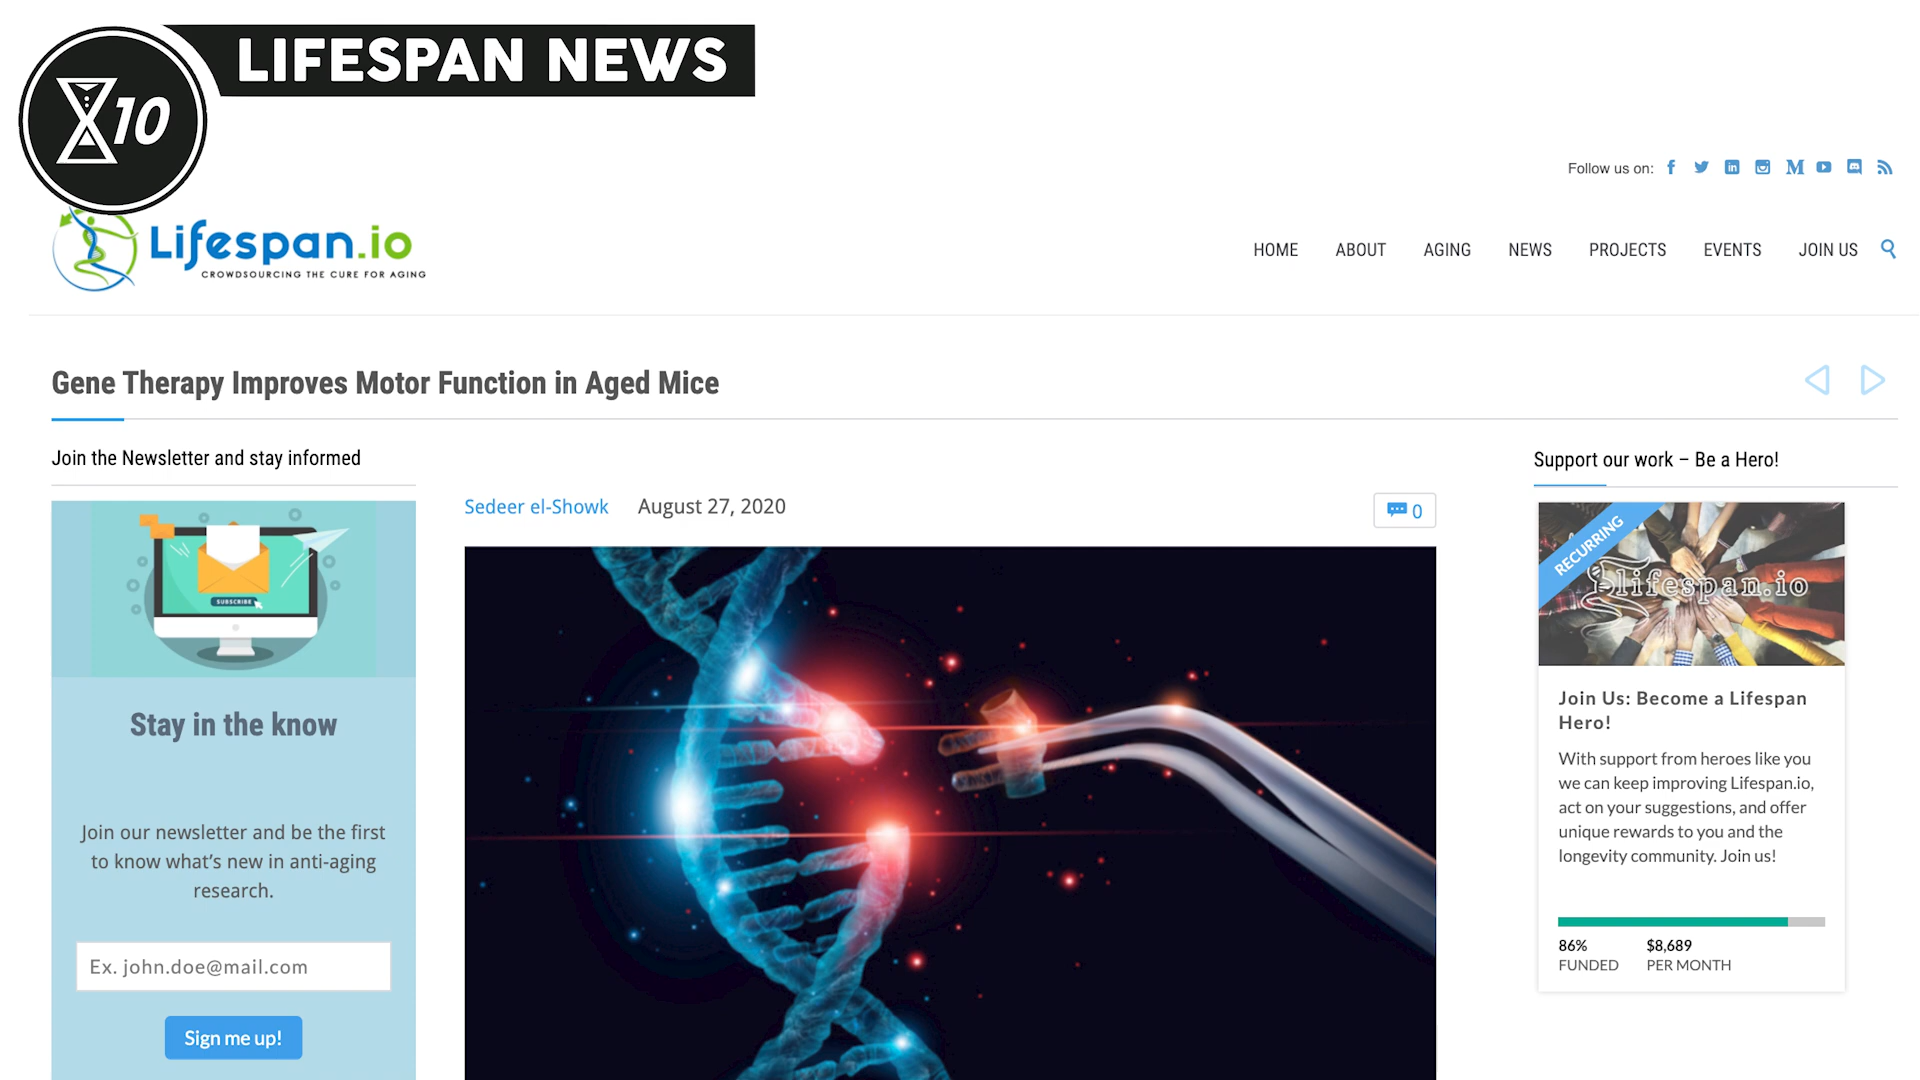 LIFESPAN NEWS
X10
Follow us on:
Lifespan.io
CROWDSOURCING THE CURE FOR AGING
HOME ABOUT AGING NEWS PROJECTS EVENTS JOIN US
Gene Therapy Improves Motor Function in Aged Mice
Join the Newsletter and stay informed
SUBSCRIBE
Stay in the know
Join our newsletter and be the first
to know what's new in anti-aging
research.
Ex. john.doe@mail.com
Sign me up!
Sedeer el-Showk August 27, 2020
0
Support our work – Be a Hero!
RECURRING
lifespan.io
Join Us: Become a Lifespan
Hero!
With support from heroes like you
we can keep improving Lifespan.io,
act on your suggestions, and offer
unique rewards to you and the
longevity community. Join us!
86% $8,689
FUNDED PER MONTH